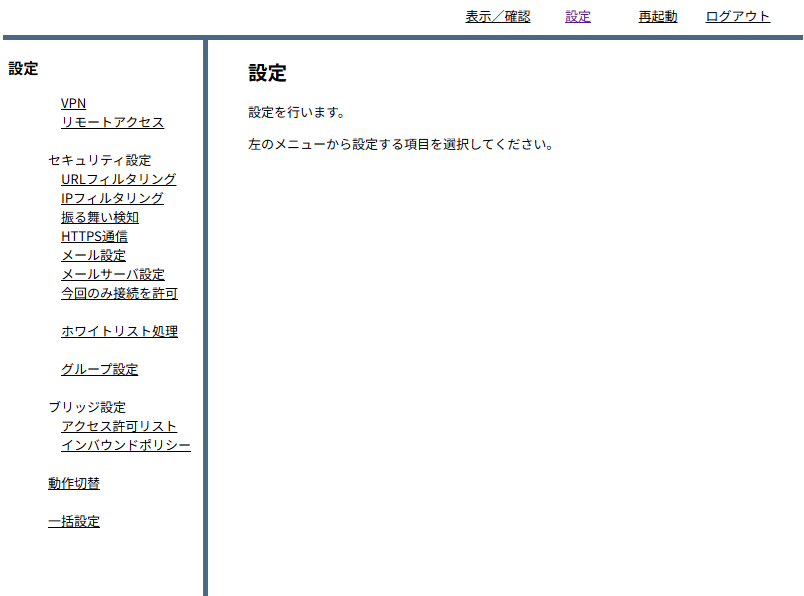 表示／確認 設定 再起動 ログアウト
設定
VPN
リモートアクセス
セキュリティ設定
URLフィルタリング
IPフィルタリング
振る舞い検知
HTTPS通信
メール設定
メールサーバ設定
今回のみ接続を許可
ホワイトリスト処理
グループ設定
ブリッジ設定
アクセス許可リスト
インバウンドポリシー
動作切替
一括設定
設定
設定を行います。
左のメニューから設定する項目を選択してください。